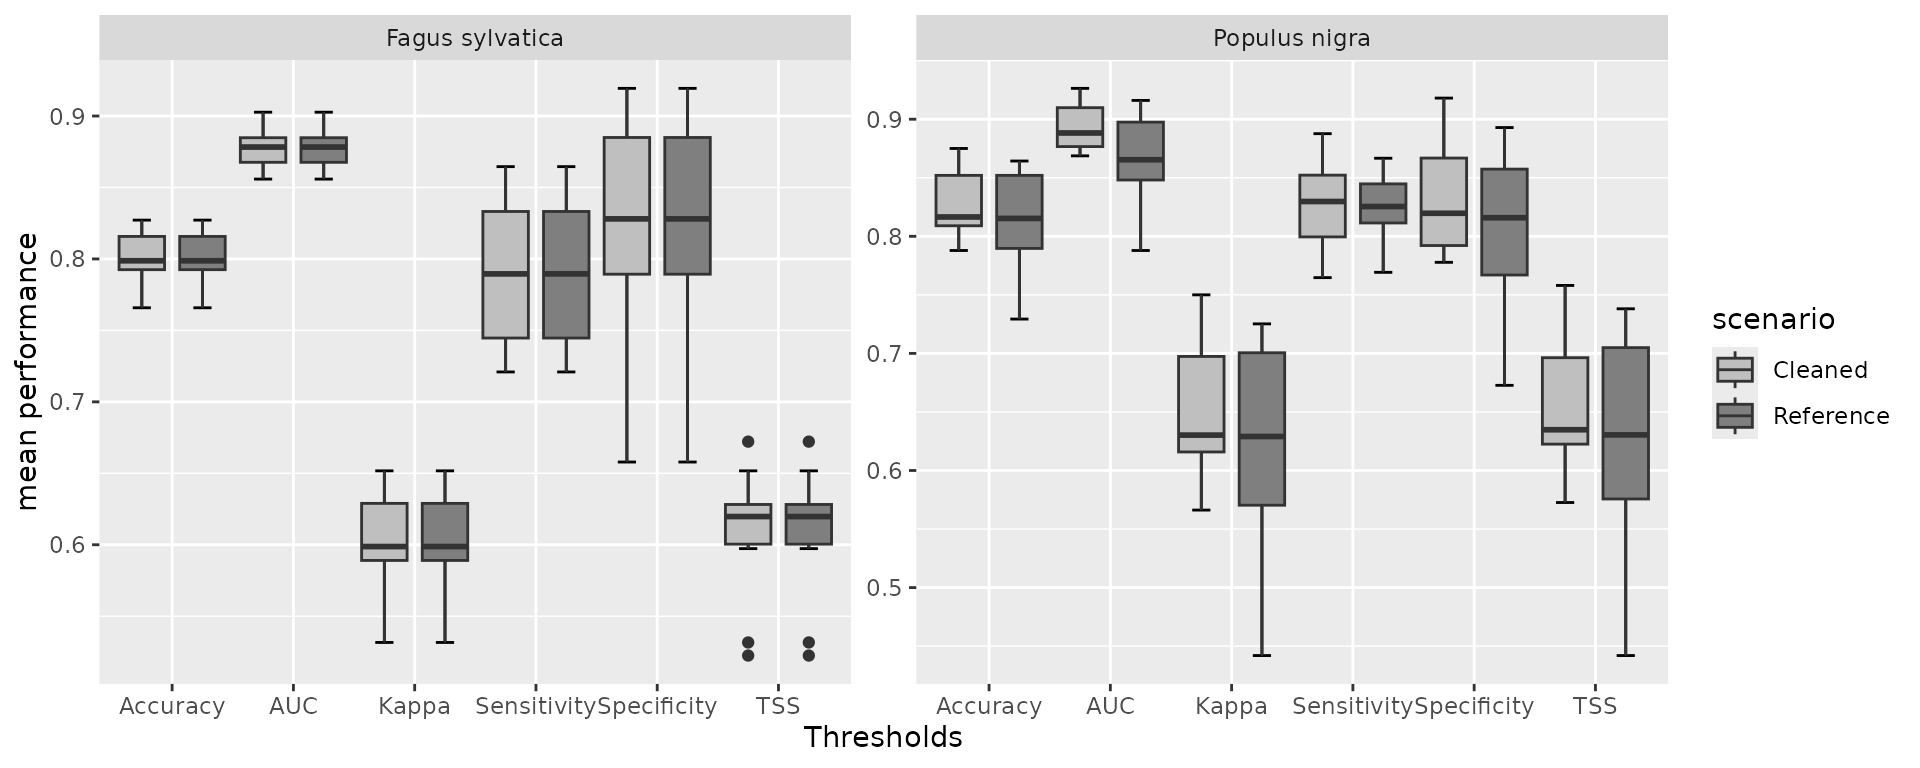 Fagus sylvatica
Populus nigra
mean performance
0.9
0.8
0.7
0.6
0.9
0.8
0.7
0.6
0.5
Accuracy AUC Kappa Sensitivity Specificity TSS
Accuracy AUC Kappa Sensitivity Specificity TSS
Thresholds
scenario
Cleaned
Reference